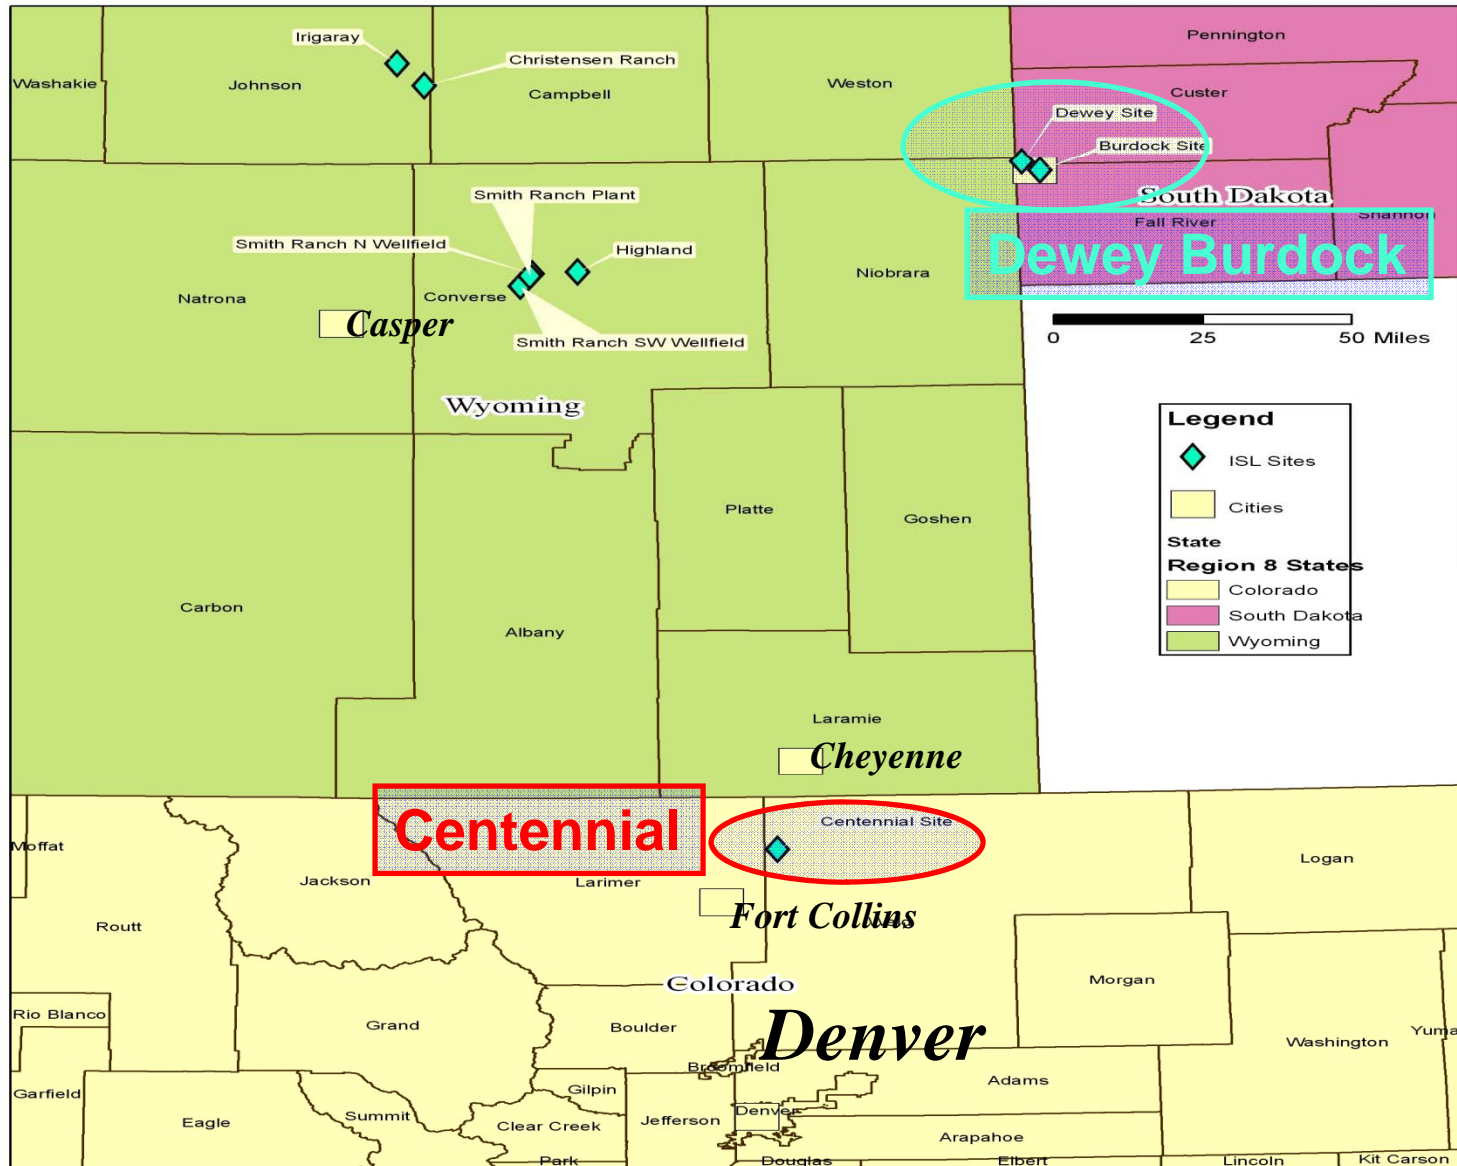 Irigaray
Christensen Ranch
Pennington
Washakie
Johnson
Campbell
Weston
Custer
Dewey Site
Burdock Site
Smith Ranch Plant
South Dakota
Shannon
Fall River
Dewey Burdock
Smith Ranch N Wellfield
Highland
Niobrara
Natrona
Converse
Casper
Smith Ranch SW Wellfield
0 25 50 Miles
Wyoming
Legend
ISL Sites
Cities
State
Region 8 States
Colorado
South Dakota
Wyoming
Platte
Goshen
Carbon
Albany
Laramie
Cheyenne
Centennial
Centennial Site
Moffat
Jackson
Larimer
Logan
Fort Collins
Routt
Colorado
Morgan
Rio Blanco
Grand
Boulder
Denver
Washington
Yuma
Broomfield
Garfield
Gilpin
Adams
Summit
Denver
Eagle
Clear Creek
Jefferson
Arapahoe
Park
Douglas
Elbert
Lincoln
Kit Carson